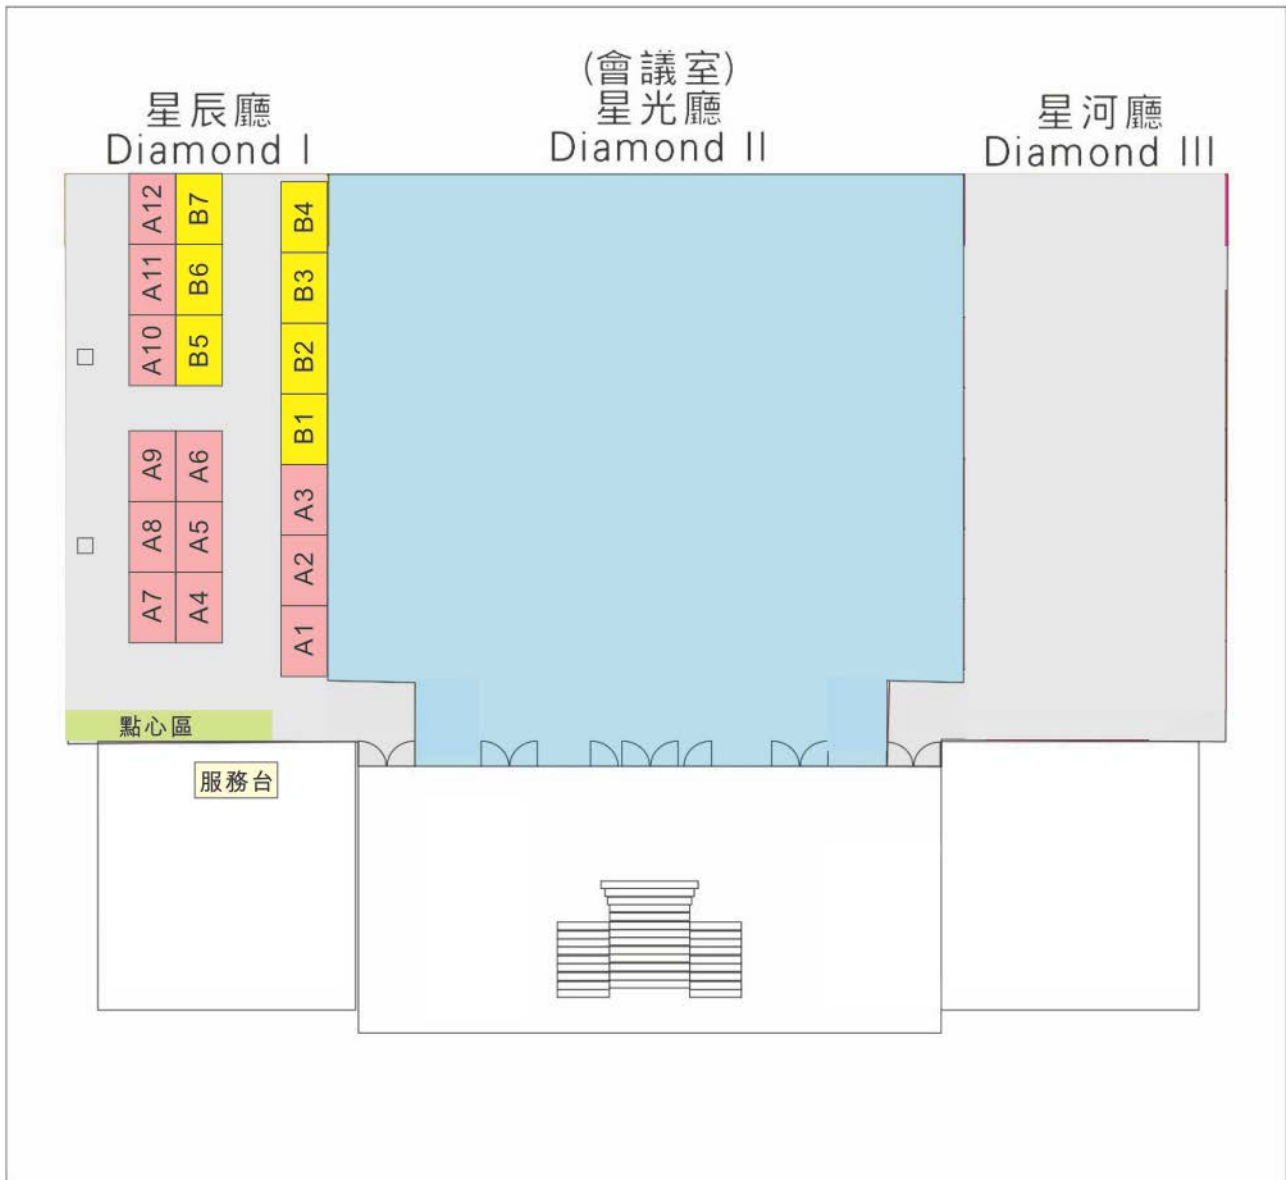 (會議室)
星辰廳
Diamond I
星光廳
Diamond II
星河廳
Diamond III
A12
B7
B4
A11
B6
B3
A10
B5
B2
B1
A9
A6
A3
A8
A5
A2
A7
A4
A1
點心區
服務台